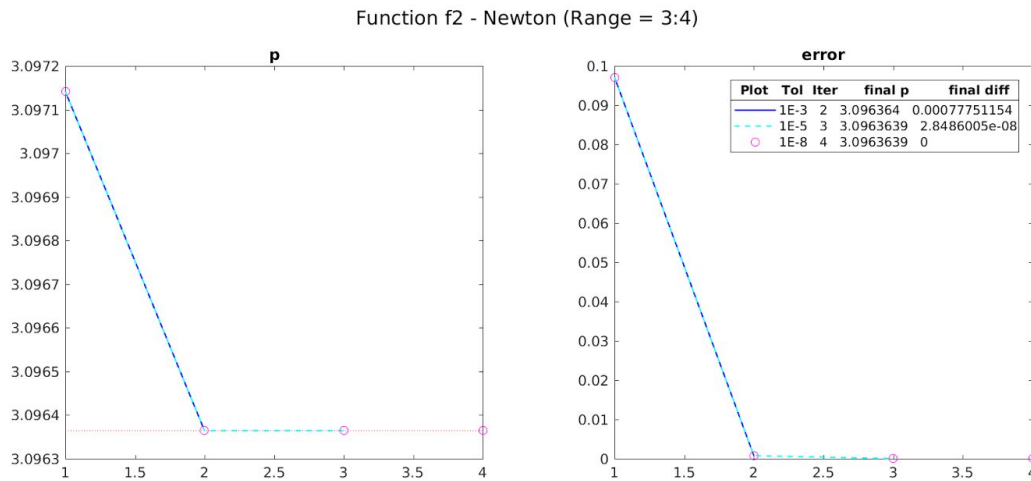 Function f2 - Newton (Range = 3:4)
p
3.0972
3.0971
3.097
3.0969
3.0968
3.0967
3.0966
3.0965
3.0964
3.0963
1 1.5 2 2.5 3 3.5 4
error
0.1
0.09
0.08
0.07
0.06
0.05
0.04
0.03
0.02
0.01
0
1 1.5 2 2.5 3 3.5 4
Plot Tol Iter final p final diff
1E-3 2 3.096364 0.00077751154
1E-5 3 3.0963639 2.8486005e-08
1E-8 4 3.0963639 0